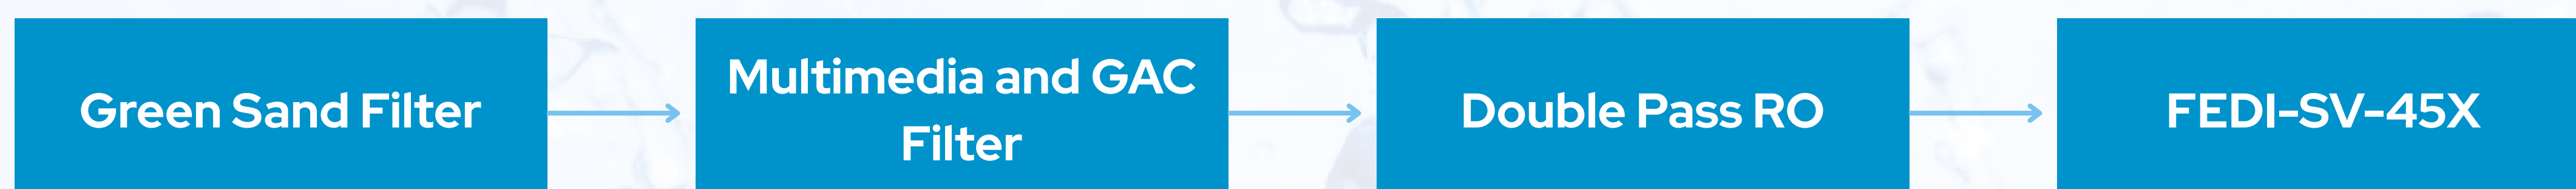 Green Sand Filter
Multimedia and GAC
Filter
Double Pass RO
FEDI-SV-45X